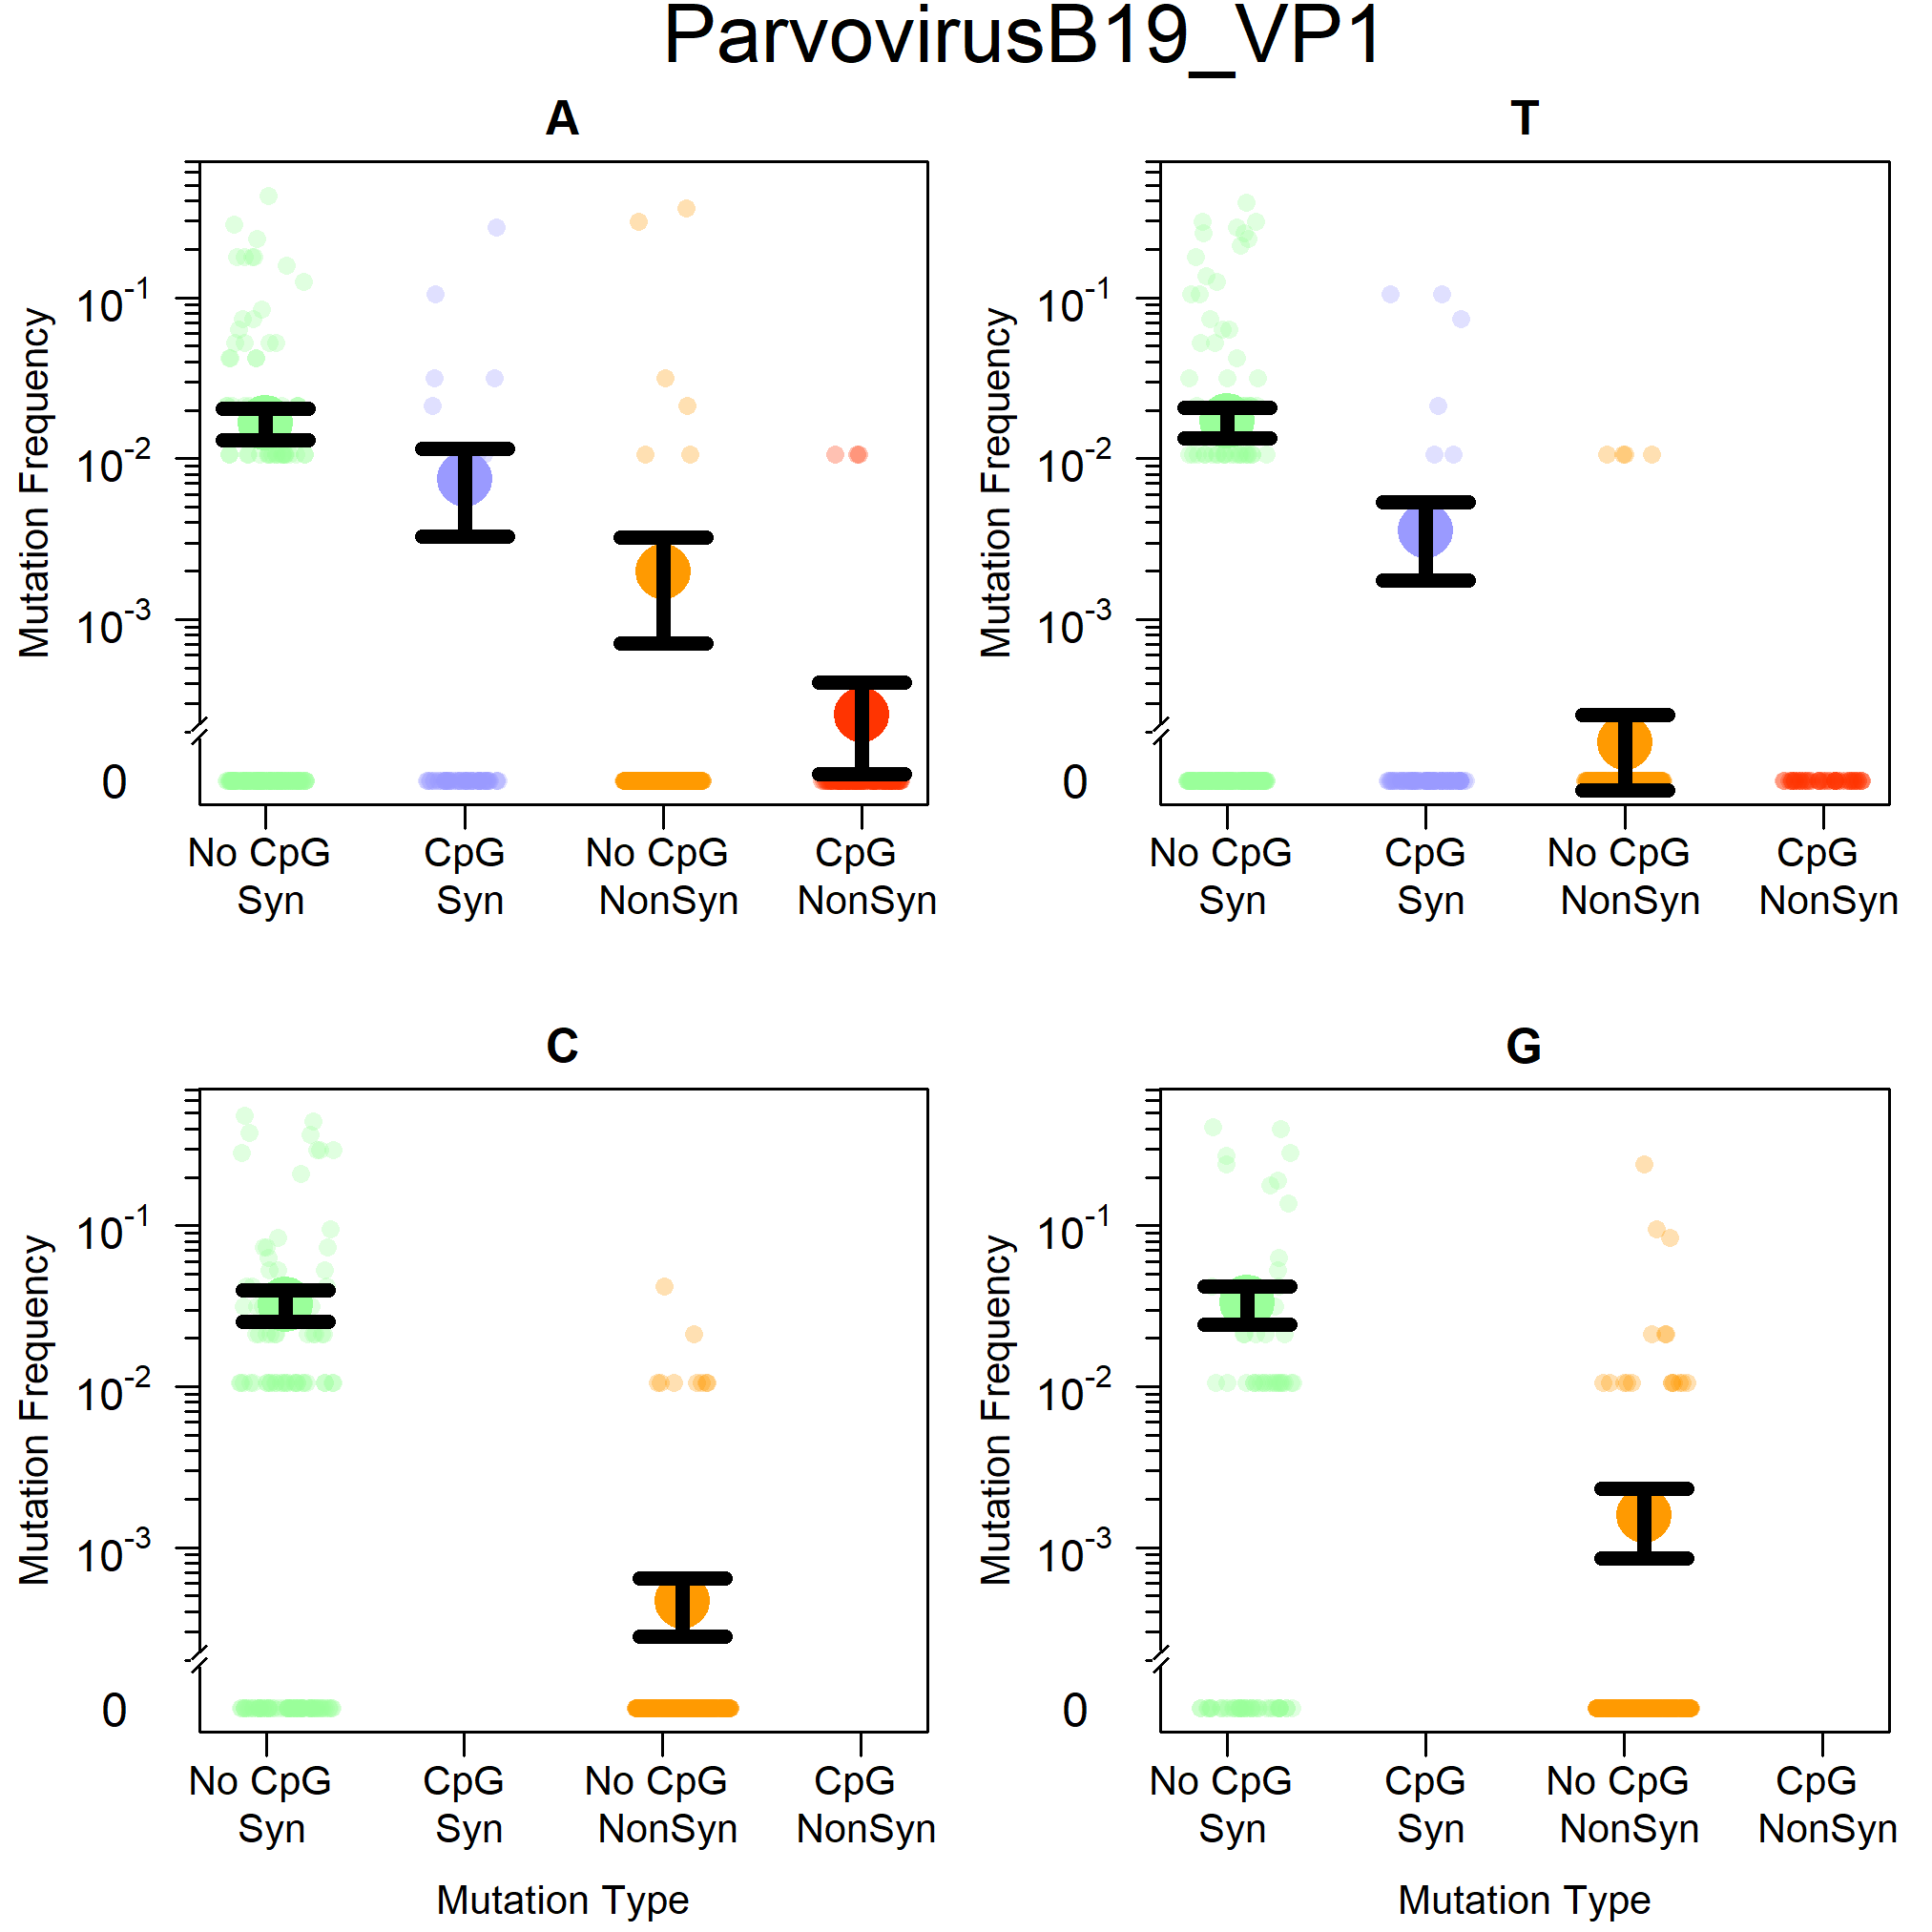 ParvovirusB19_VP1
A
Mutation Frequency
10-1
10-2
10-3
0
No CpG CpG No CpG CpG
Syn Syn NonSyn NonSyn
T
Mutation Frequency
10-1
10-2
10-3
0
No CpG CpG No CpG CpG
Syn Syn NonSyn NonSyn
C
Mutation Frequency
10-1
10-2
10-3
0
No CpG CpG No CpG CpG
Syn Syn NonSyn NonSyn
Mutation Type
G
Mutation Frequency
10-1
10-2
10-3
0
No CpG CpG No CpG CpG
Syn Syn NonSyn NonSyn
Mutation Type